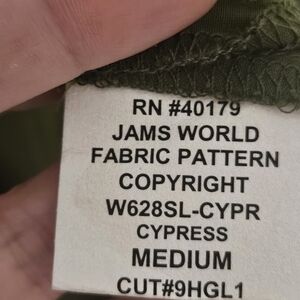 RN #40179
JAMS WORLD
FABRIC PATTERN
COPYRIGHT
W628SL-CYPR
CYPRESS
MEDIUM
CUT#9HGL1